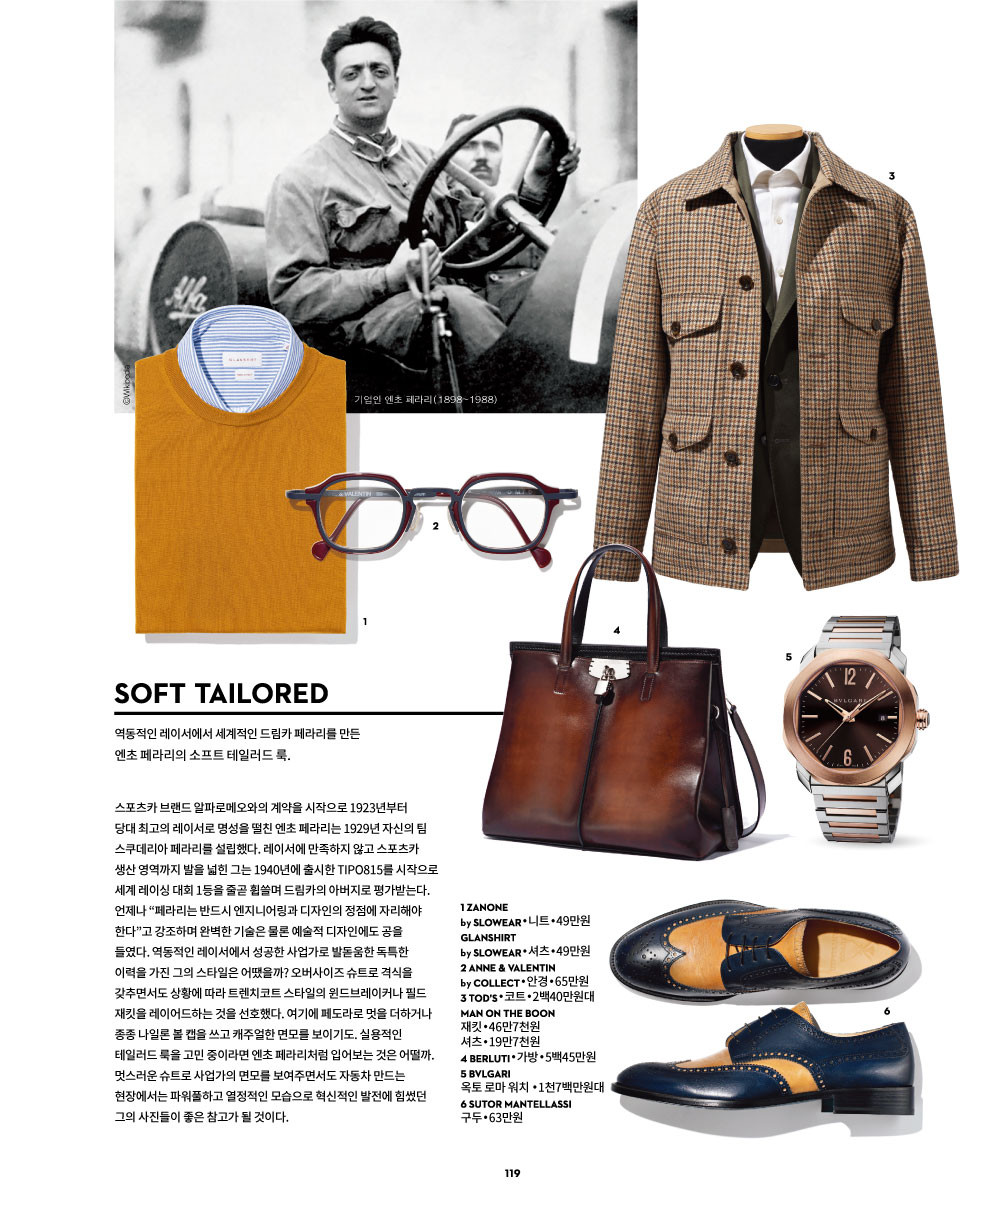 Alfa
©Wikipedia
기업인 엔초 페라리(1898~1988)
GLANSHIRT
VALENTIN
1
2
3
4
5
BVLGARI
12
6
SOFT TAILORED
역동적인 레이서에서 세계적인 드림카 페라리를 만든
엔초 페라리의 소프트 테일러드 룩.
스포츠카 브랜드 알파로메오와의 계약을 시작으로 1923년부터
당대 최고의 레이서로 명성을 떨친 엔초 페라리는 1929년 자신의 팀
스쿠데리아 페라리를 설립했다. 레이서에 만족하지 않고 스포츠카
생산 영역까지 발을 넓힌 그는 1940년에 출시한 TIPO815를 시작으로
세계 레이싱 대회 1등을 줄곧 휩쓸며 드림카의 아버지로 평가받는다.
언제나 “페라리는 반드시 엔지니어링과 디자인의 정점에 자리해야
한다”고 강조하며 완벽한 기술은 물론 예술적 디자인에도 공을
들였다. 역동적인 레이서에서 성공한 사업가로 발돋움한 독특한
이력을 가진 그의 스타일은 어땠을까? 오버사이즈 슈트로 격식을
갖추면서도 상황에 따라 트렌치코트 스타일의 윈드브레이커나 필드
재킷을 레이어드하는 것을 선호했다. 여기에 페도라로 멋을 더하거나
종종 나일론 볼 캡을 쓰고 캐주얼한 면모를 보이기도. 실용적인
테일러드 룩을 고민 중이라면 엔초 페라리처럼 입어보는 것은 어떨까.
멋스러운 슈트로 사업가의 면모를 보여주면서도 자동차 만드는
현장에서는 파워풀하고 열정적인 모습으로 혁신적인 발전에 힘썼던
그의 사진들이 좋은 참고가 될 것이다.
1 ZANONE
by SLOWEAR•니트•49만원
GLANSHIRT
by SLOWEAR•셔츠•49만원
2 ANNE & VALENTIN
by COLLECT•안경•65만원
3 TOD'S•코트•2백40만원대
MAN ON THE BOON
재킷•46만7천원
셔츠•19만7천원
4 BERLUTI•가방•5백45만원
5 BVLGARI
옥토 로마 워치 •1천7백만원대
6 SUTOR MANTELLASSI
구두•63만원
6
119